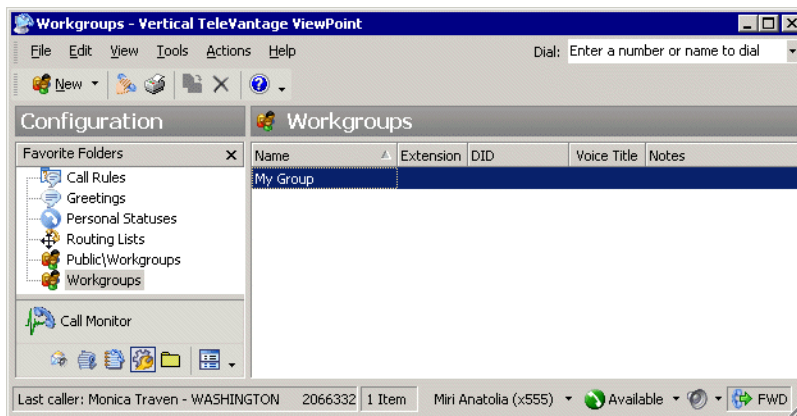 Workgroups - Vertical TeleVantage ViewPoint
File Edit View Tools Actions Help Dial: Enter a number or name to dial
New
Configuration Workgroups
Favorite Folders Name Extension DID Voice Title Notes
Call Rules My Group
Greetings
Personal Statuses
Routing Lists
Public\Workgroups
Workgroups
Call Monitor
Last caller: Monica Traven - WASHINGTON 2066332 1 Item Miri Anatolia (x555) Available FWD